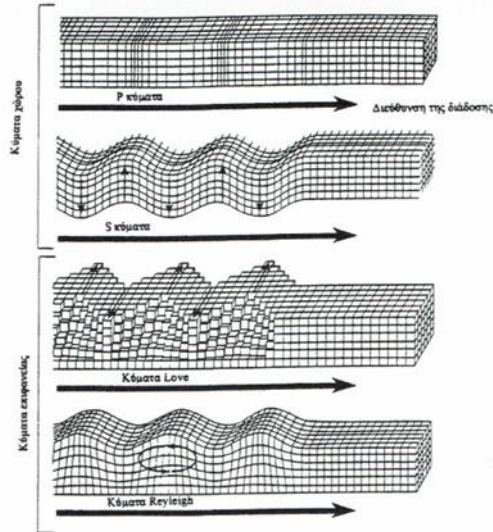 Κύματα χώρου
P κύματα
Διεύθυνση της διάδοσης
S κύματα
Κύματα επιφανείας
Κύματα Love
Κύματα Reyleigh